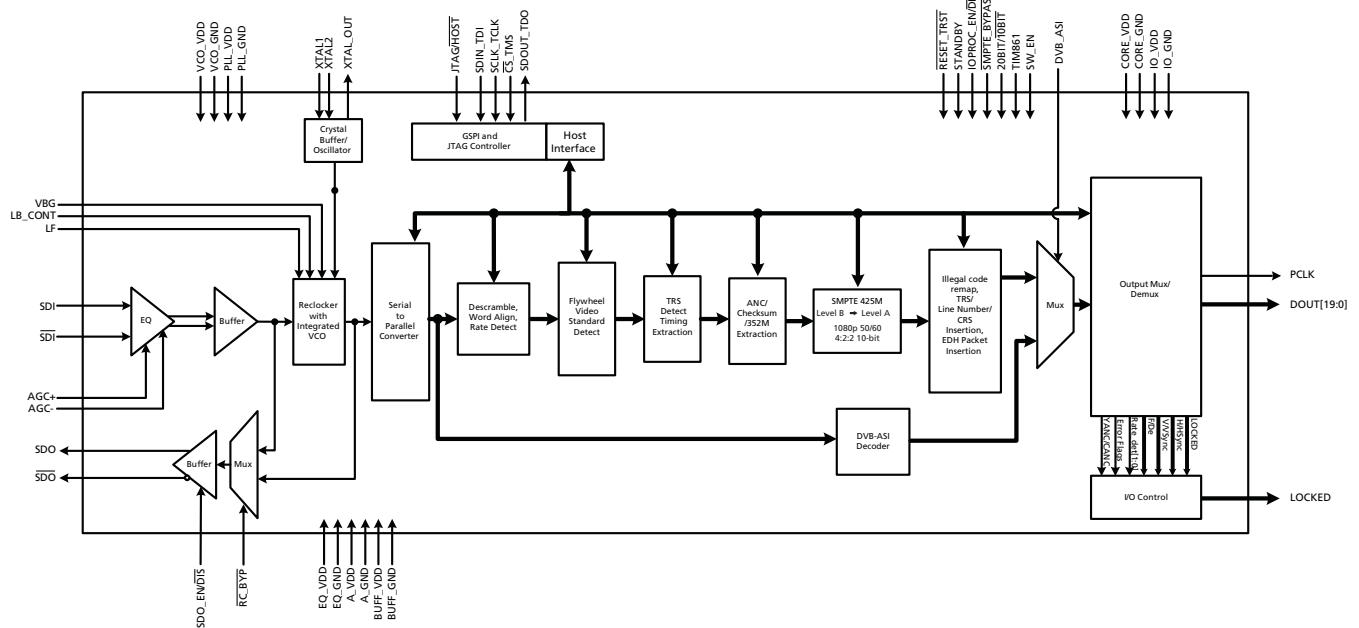 VCO_VDD
VCO_GND
PLL_VDD
PLL_GND
XTAL1
XTAL2
XTAL_OUT
JTAG/HOST
SDIN_TDI
SCLK_TCLK
CS_TMS
SDOUT_TDO
RESET_TRST
STANDBY
IOPROC_EN/DI
SMPTE_BYPAS
20BIT/10BIT
TIM861
SW_EN
DVB_ASI
CORE_VDD
CORE_GND
IO_VDD
IO_GND
Crystal
Buffer/
Oscillator
GSPI and
JTAG Controller
Host
Interface
VBG
LB_CONT
LF
SDI
SDI
EQ
Buffer
Reclocker
with
Integrated
VCO
Serial
to
Parallel
Converter
Descramble,
Word Align,
Rate Detect
Flywheel
Video
Standard
Detect
TRS
Detect
Timing
Extraction
ANC/
Checksum
/352M
Extraction
SMPTE 425M
Level B → Level A
1080p 50/60
4:2:2 10-bit
Illegal code
remap,
TRS/
Line Number/
CRS
Insertion,
EDH Packet
Insertion
Mux
Output Mux/
Demux
PCLK
DOUT[19:0]
AGC+
AGC-
SDO
SDO
Buffer
Mux
DVB-ASI
Decoder
YANC/CANC
Error Flags
Rate_det[1:0]
F/De
V/VSync
H/HSync
LOCKED
I/O Control
LOCKED
SDO_EN/DIS
RC_BYP
EQ_VDD
EQ_GND
A_VDD
A_GND
BUFF_VDD
BUFF_GND